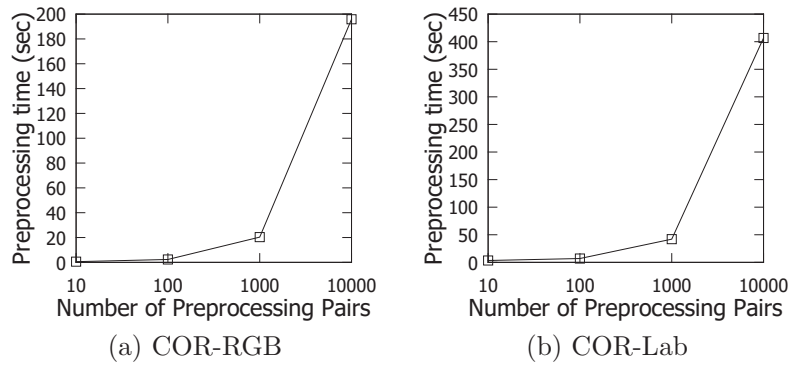 Preprocessing time (sec)
200
180
160
140
120
100
80
60
40
20
0
10 100 1000 10000
Number of Preprocessing Pairs
(a) COR-RGB
Preprocessing time (sec)
450
400
350
300
250
200
150
100
50
0
10 100 1000 10000
Number of Preprocessing Pairs
(b) COR-Lab